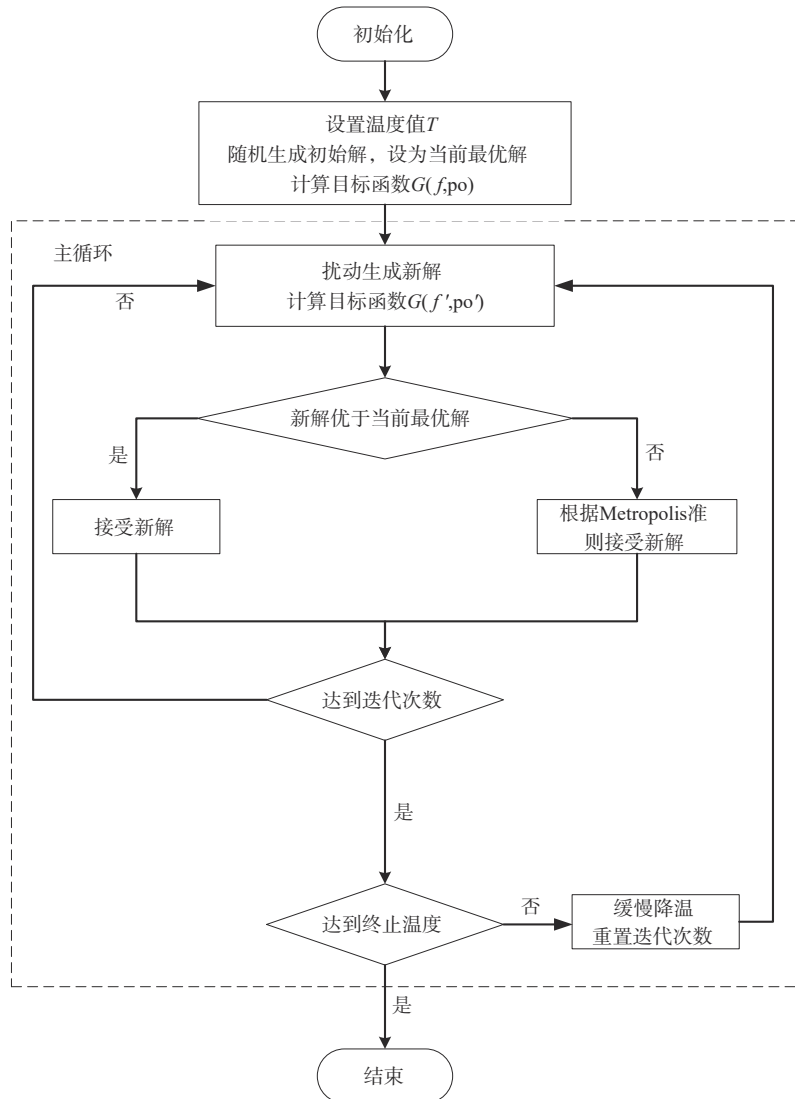 初始化
设置温度值T
随机生成初始解，设为当前最优解
计算目标函数G(f,po)
主循环
扰动生成新解
计算目标函数G(f′,po′)
否
新解优于当前最优解
是
否
接受新解
根据Metropolis准
则接受新解
达到迭代次数
是
达到终止温度
否
缓慢降温
重置迭代次数
是
结束